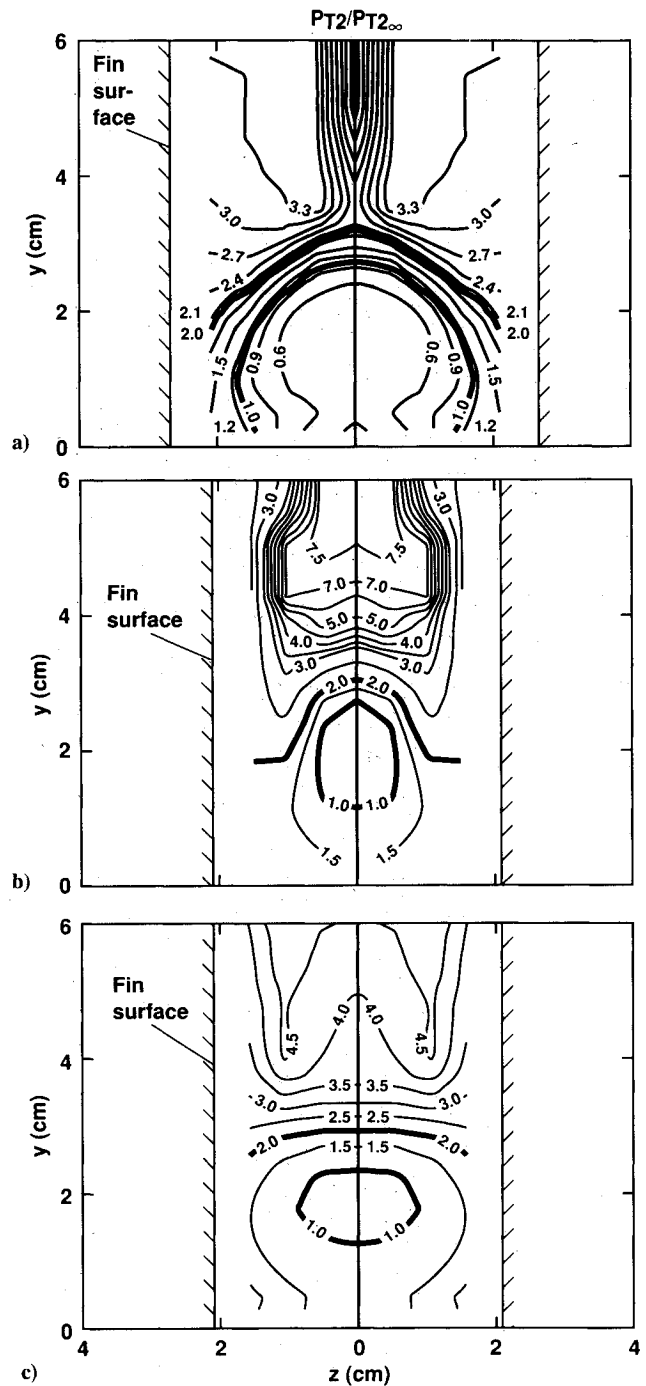 PT2/PT2∞
6
Fin
sur-
face
4
y (cm)
3.3 3.3
3.0 3.0
2.7 2.7
2.4 2.4
2.1 2.1
2.0 2.0
2
1.5 0.9 0.6 0.6 0.9 1.5
1.0 1.0
1.2 1.2
a)
0
6
3.0 3.0
7.5 7.5
Fin
surface
7.0 7.0
4
5.0 5.0
4.0 4.0
3.0 3.0
y (cm)
2.0 2.0
2
1.0 1.0
1.5 1.5
b)
0
6
Fin
surface
4.0 4.0
4.5 4.5
4
3.5 3.5
3.0 3.0
2.5 2.5
y (cm)
2.0 2.0
1.5 1.5
2
1.0 1.0
0
4 2 0 2 4
c)
z (cm)